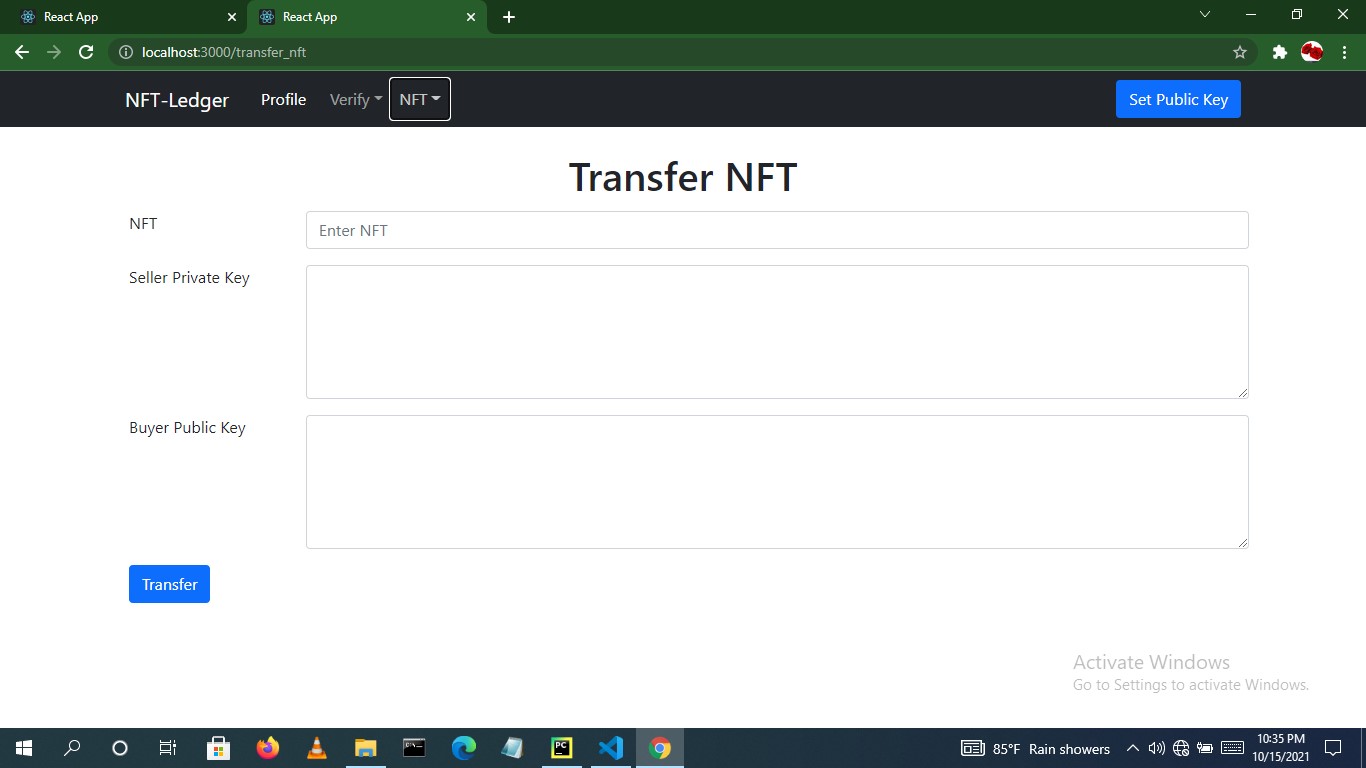 React App
React App
localhost:3000/transfer_nft
NFT-Ledger Profile Verify NFT Set Public Key
Transfer NFT
NFT
Enter NFT
Seller Private Key
Buyer Public Key
Transfer
Activate Windows
Go to Settings to activate Windows.
PC
85°F Rain showers
10:35 PM
10/15/2021